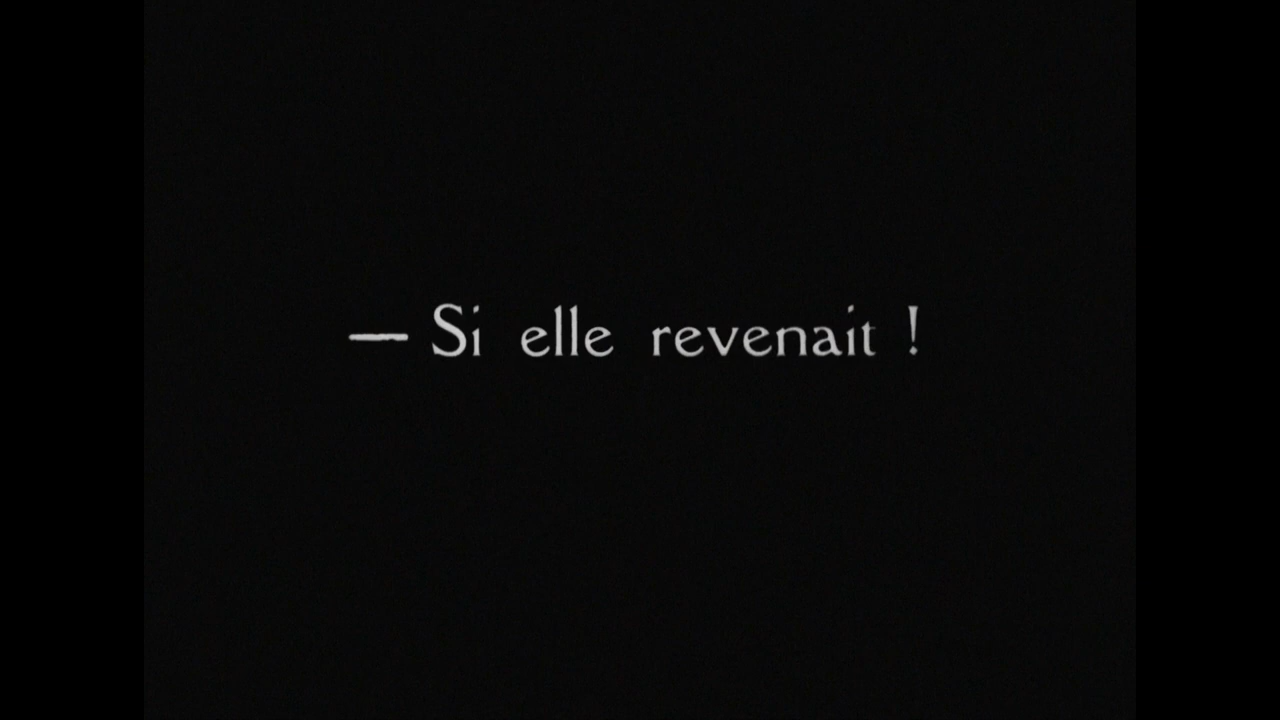 — Si elle revenait !